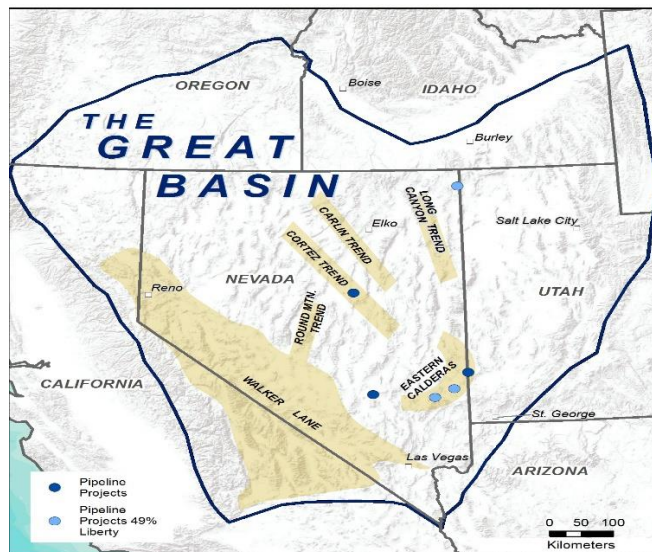 OREGON
IDAHO
Boise
THE
GREAT
BASIN
Burley
LONG
CANYON TREND
CARLIN TREND
Elko
Salt Lake City
CORTEZ TREND
NEVADA
Reno
ROUND MTN.
TREND
UTAH
CALIFORNIA
EASTERN
CALDERAS
WALKER LANE
St. George
Las Vegas
ARIZONA
Pipeline
Projects
Pipeline
Projects 49%
Liberty
0 50 100
Kilometers